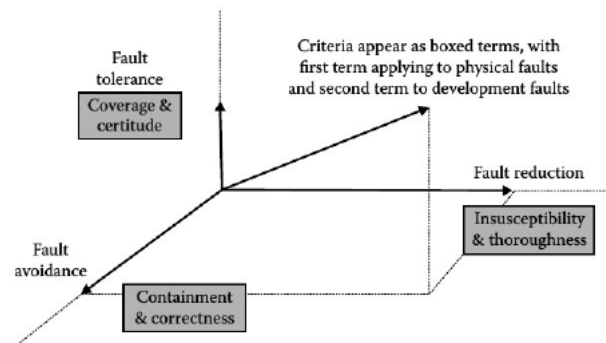 Fault
tolerance
Coverage &
certitude
Criteria appear as boxed terms, with
first term applying to physical faults
and second term to development faults
Fault reduction
Insusceptibility
& thoroughness
Fault
avoidance
Containment
& correctness